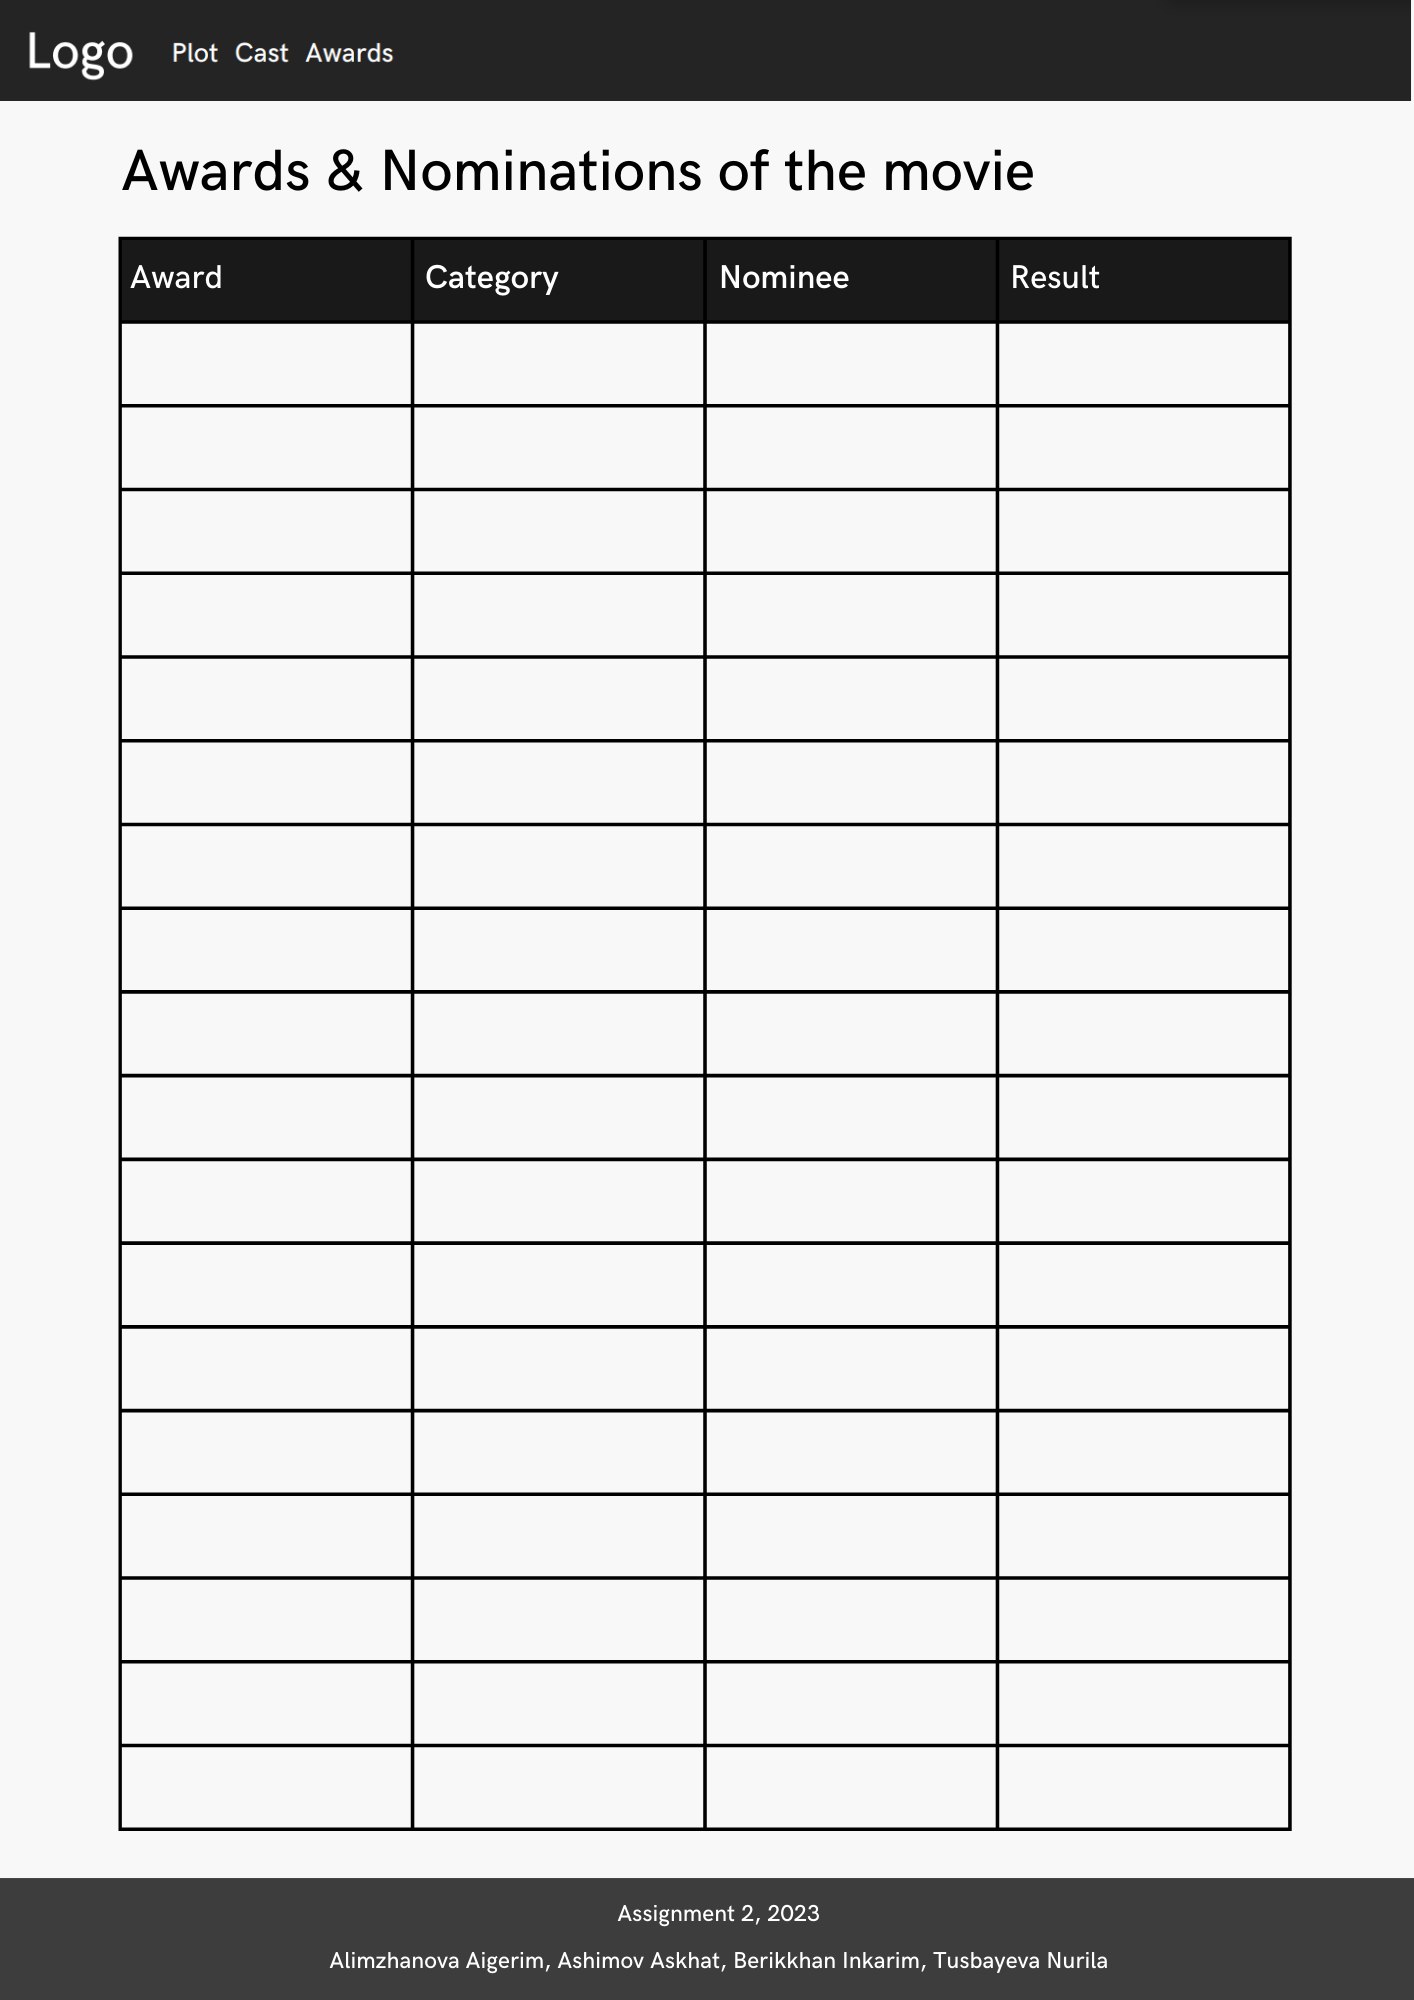 Logo Plot Cast Awards
Awards & Nominations of the movie
Award Category Nominee Result
Assignment 2, 2023
Alimzhanova Aigerim, Ashimov Askhat, Berikkhan Inkarim, Tusbayeva Nurila